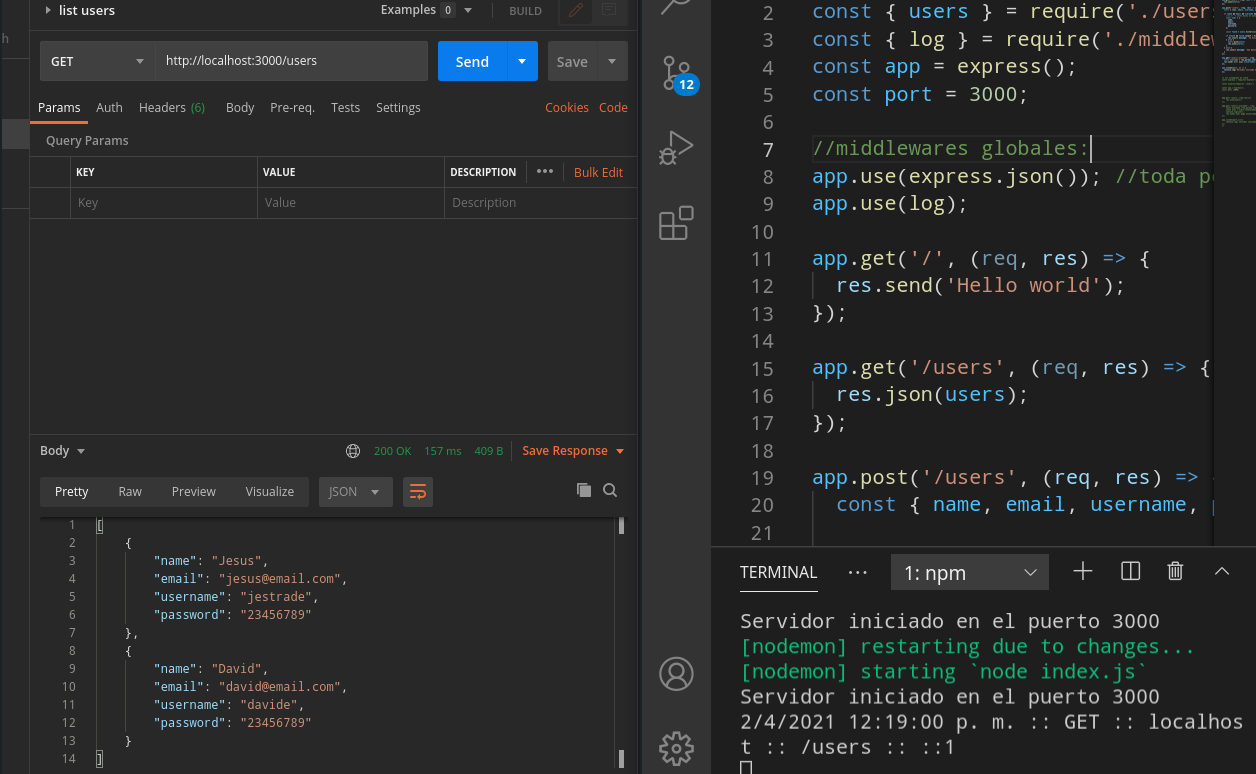 list users
Examples 0
BUILD
GET
http://localhost:3000/users
Send
Save
Params Auth Headers (6) Body Pre-req. Tests Settings Cookies Code
Query Params
KEY VALUE DESCRIPTION ••• Bulk Edit
Key Value Description
Body 200 OK 157 ms 409 B Save Response
Pretty Raw Preview Visualize JSON
1 [
2 {
3 "name": "Jesus",
4 "email": "jesus@email.com",
5 "username": "jestrade",
6 "password": "23456789"
7 },
8 {
9 "name": "David",
10 "email": "david@email.com",
11 "username": "davide",
12 "password": "23456789"
13 }
14 ]
12
2 const { users } = require('./user
3 const { log } = require('./middlew
4 const app = express();
5 const port = 3000;
6
7 //middlewares globales:
8 app.use(express.json()); //toda p
9 app.use(log);
10
11 app.get('/', (req, res) => {
12 res.send('Hello world');
13 });
14
15 app.get('/users', (req, res) => {
16 res.json(users);
17 });
18
19 app.post('/users', (req, res) =>
20 const { name, email, username,
21
TERMINAL ••• 1: npm
Servidor iniciado en el puerto 3000
[nodemon] restarting due to changes...
[nodemon] starting `node index.js`
Servidor iniciado en el puerto 3000
2/4/2021 12:19:00 p. m. :: GET :: localhos
t :: /users :: ::1